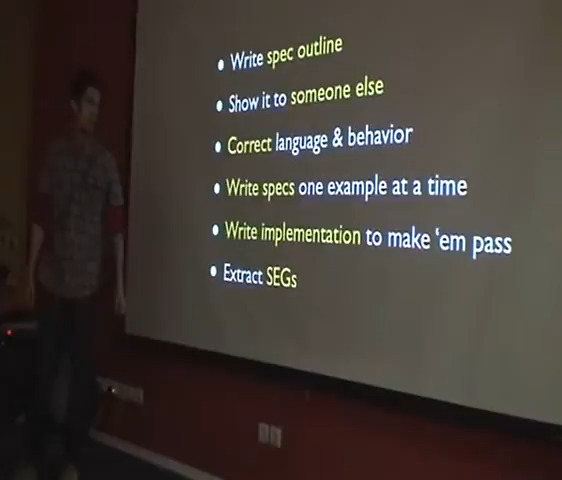 • Write spec outline
• Show it to someone else
• Correct language & behavior
• Write specs one example at a time
• Write implementation to make ‘em pass
• Extract SEGs